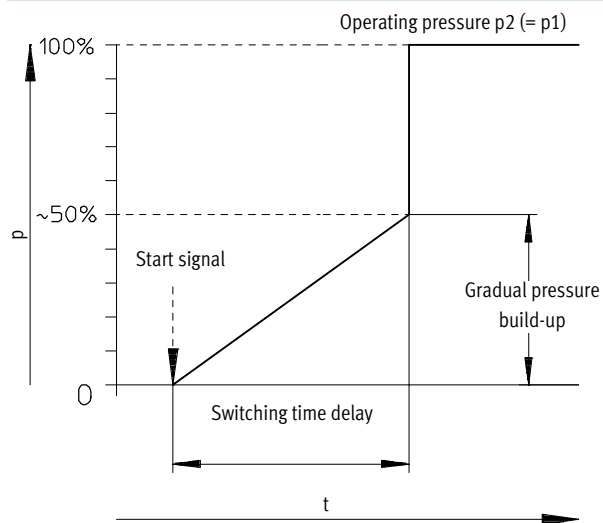 Operating pressure p2 (= p1)
100%
~50%
p
Start signal
Gradual pressure
build-up
0
Switching time delay
t